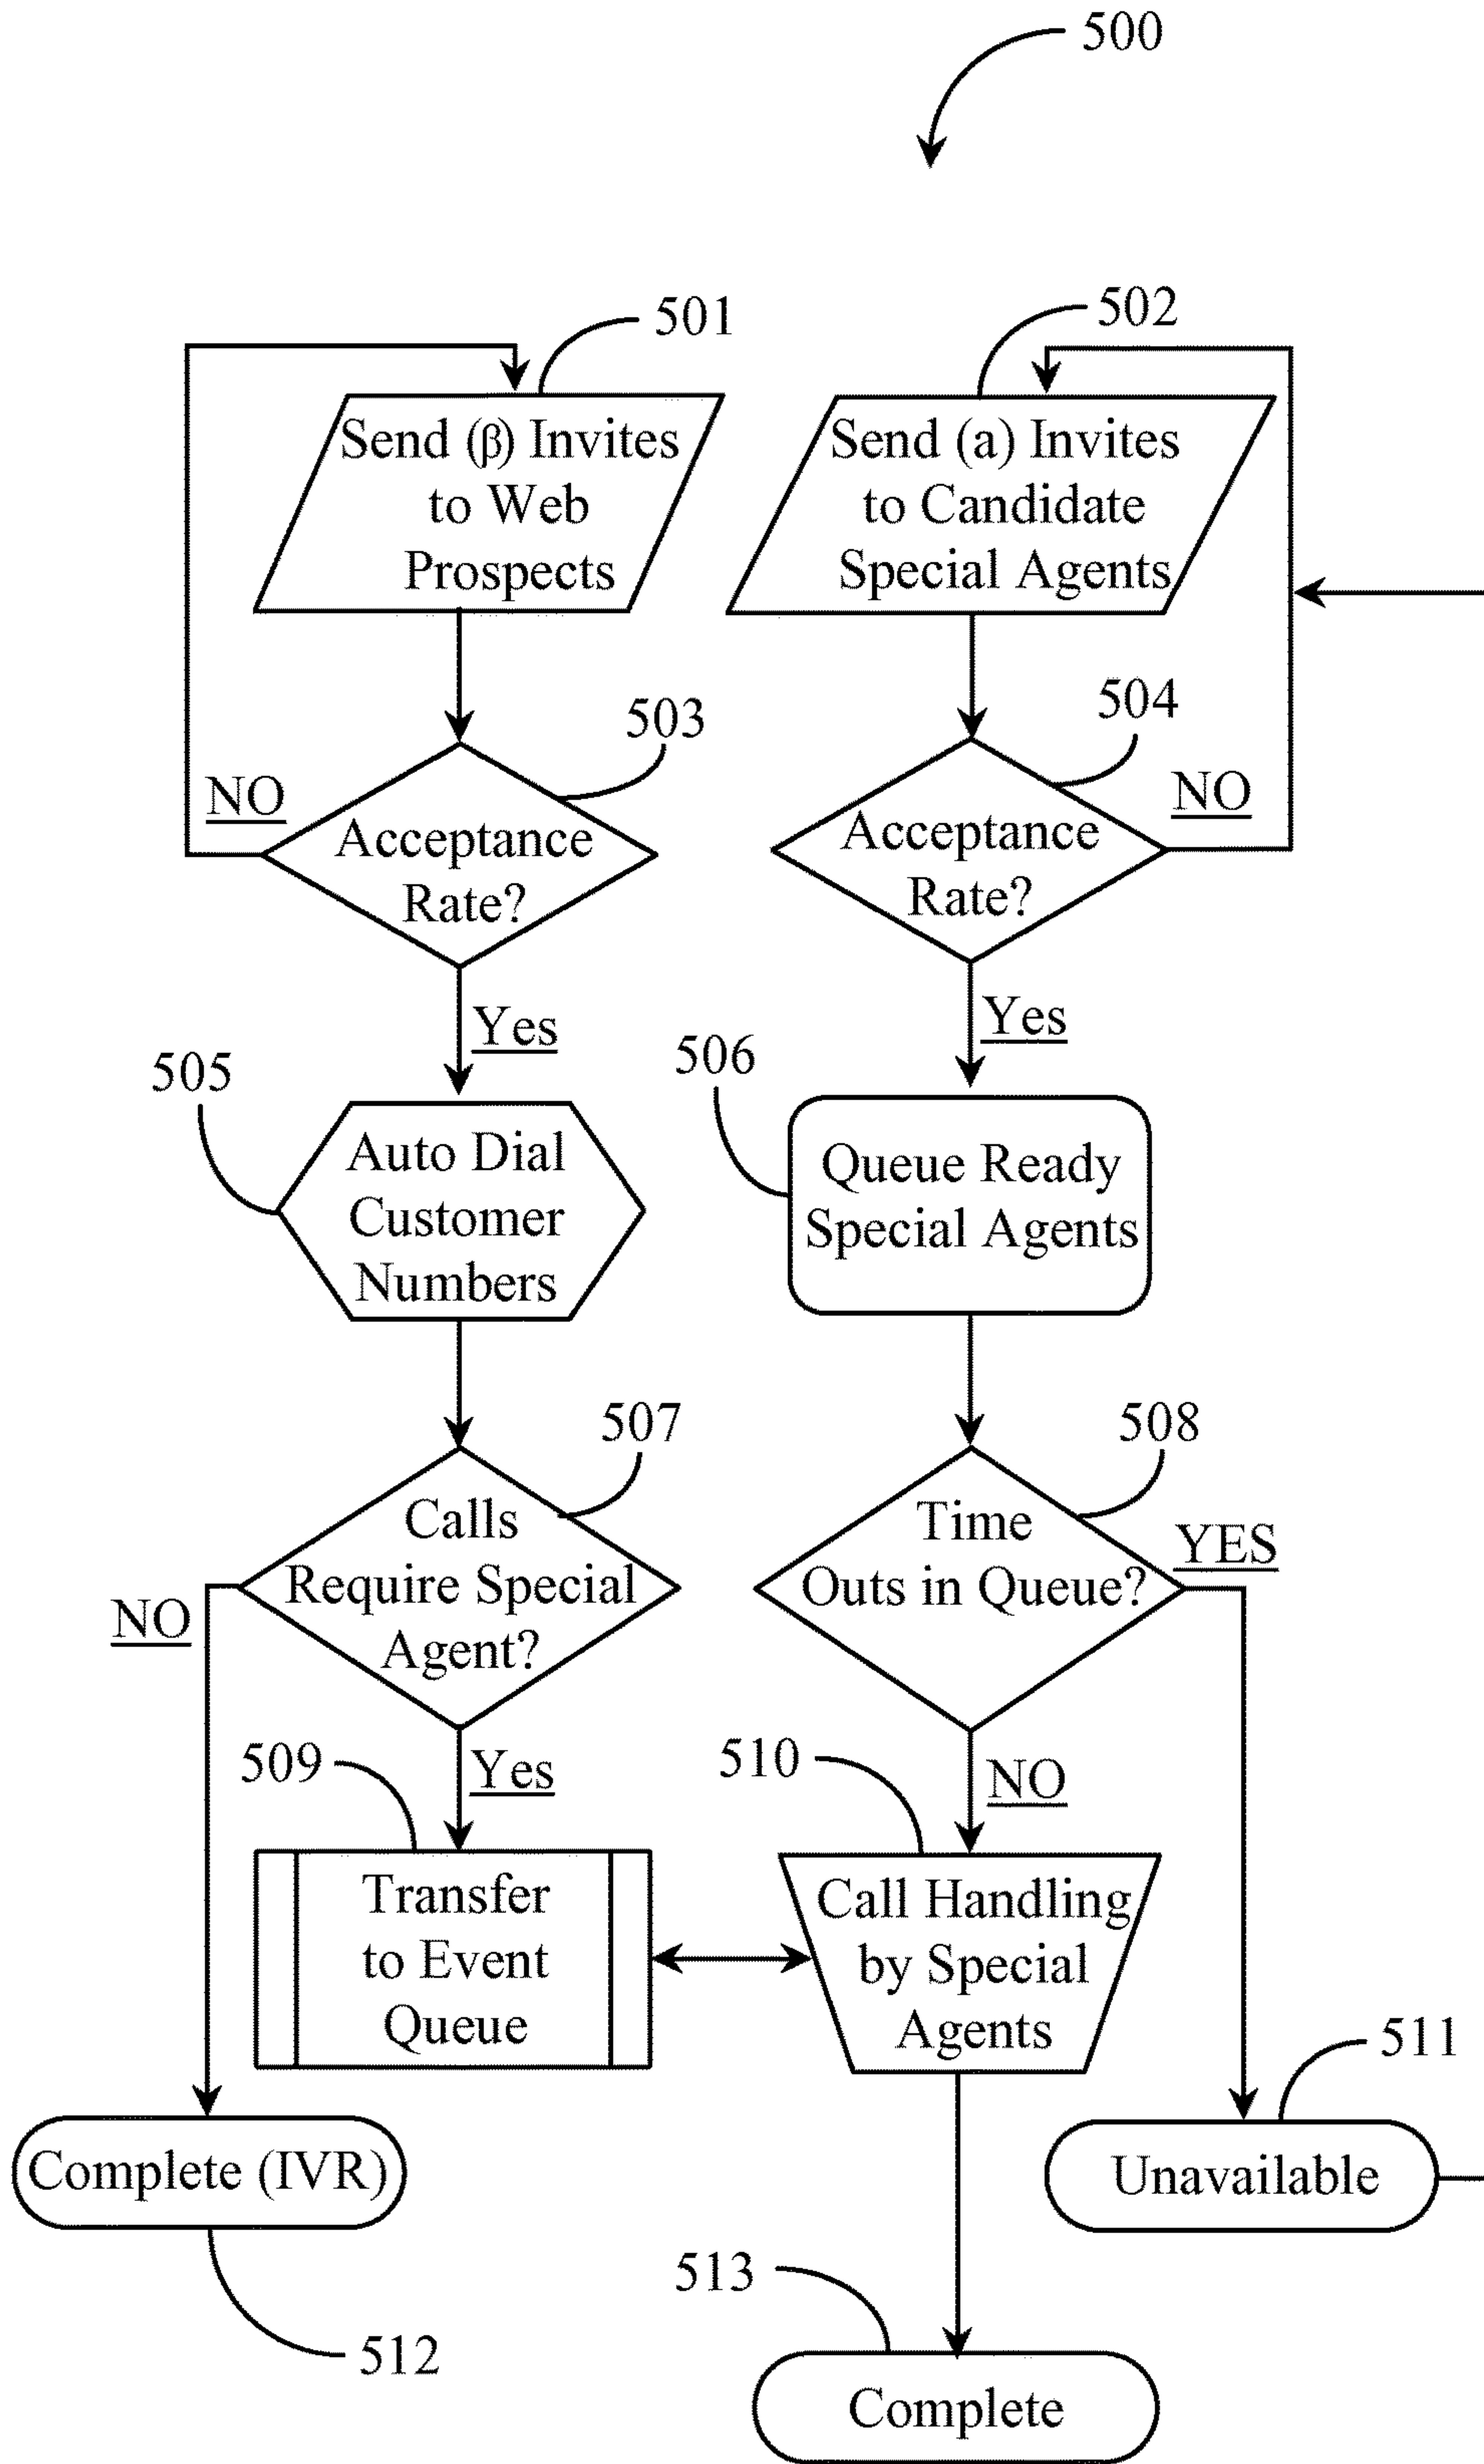 500
501
502
Send (β) Invites
to Web
Prospects
Send (a) Invites
to Candidate
Special Agents
503
504
NO
Acceptance
Rate?
NO
Acceptance
Rate?
Yes
Yes
505
506
Auto Dial
Customer
Numbers
Queue Ready
Special Agents
507
508
Calls
Require Special
Agent?
Time
Outs in Queue?
YES
NO
509
Yes
510
NO
Transfer
to Event
Queue
Call Handling
by Special
Agents
511
Complete (IVR)
Unavailable
513
512
Complete